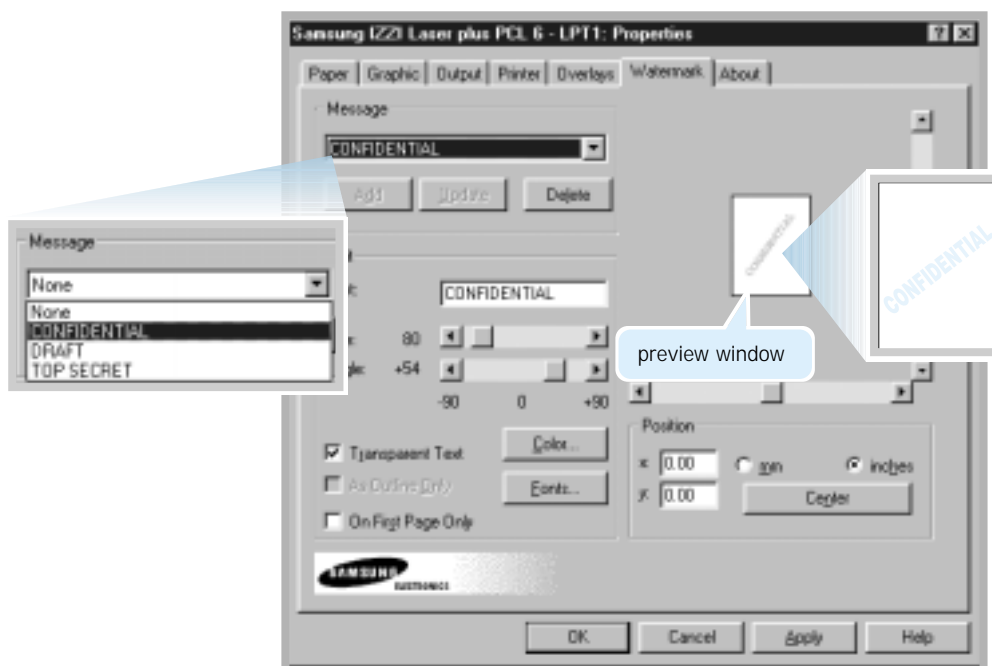 Samsung IZZI Laser plus PCL 6 - LPT1: Properties
Paper Graphic Output Printer Overlays Watermark About
Message
CONFIDENTIAL
Add Update Delete
Message
None
None
CONFIDENTIAL
DRAFT
TOP SECRET
CONFIDENTIAL
80
+54
-90 0 +90
Transparent Text
Color...
As Outline Only
Fonts...
On First Page Only
CONFIDENTIAL
CONFIDENTIAL
preview window
Position
x: 0.00 mm inches
y: 0.00 Center
SAMSUNG
ELECTRONICS
OK Cancel Apply Help